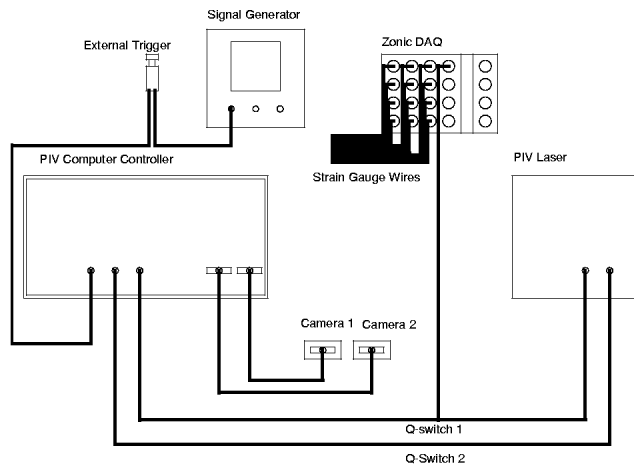 Signal Generator
External Trigger
Zonic DAQ
PIV Computer Controller
Strain Gauge Wires
PIV Laser
Camera 1
Camera 2
Q-switch 1
Q-Switch 2